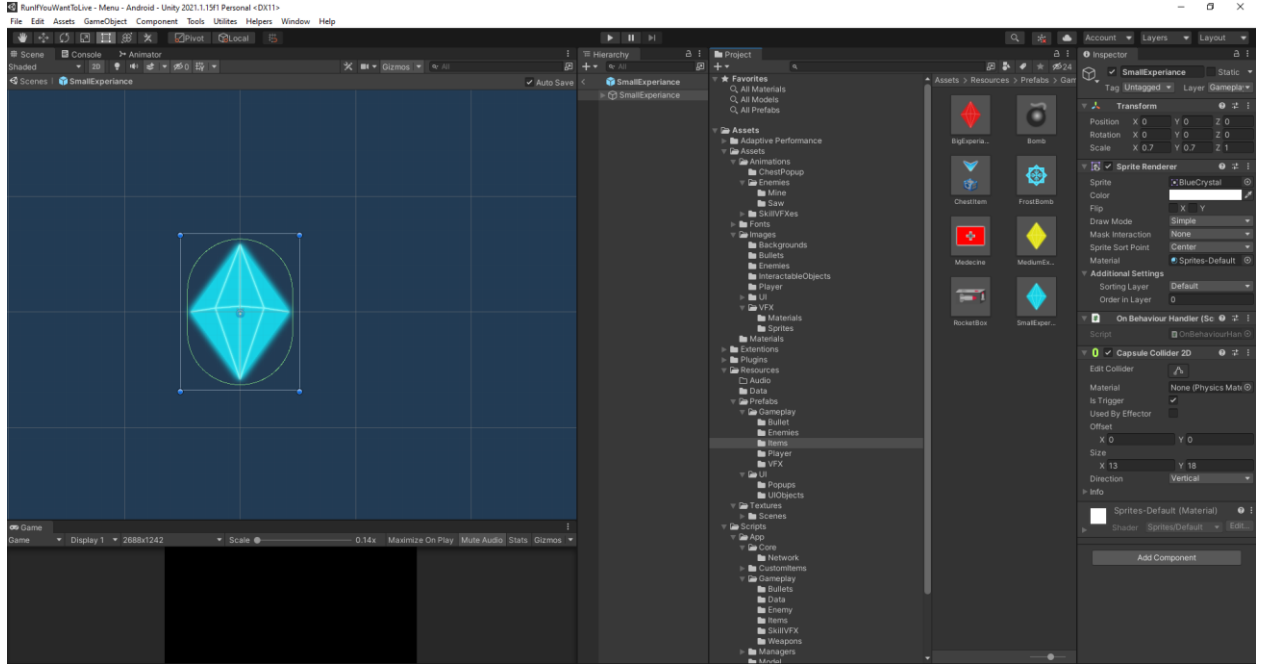 RunIfYouWantToLive - Menu - Android - Unity 2021.1.15f1 Personal <DX11>
File Edit Assets GameObject Component Tools Utilites Helpers Window Help
Pivot Local
Account Layers Layout
Scene Console Animator
Shaded 2D 0 Gizmos All
Scenes SmallExperiance Auto Save
Game
Game Display 1 2688x1242 Scale 0.14x Maximize On Play Mute Audio Stats Gizmos
Hierarchy
All
SmallExperiance
SmallExperiance
Project
24
Favorites
All Materials
All Models
All Prefabs
Assets
Adaptive Performance
Assets
Animations
ChestPopup
Enemies
Mine
Saw
SkillVFXes
Fonts
Images
Backgrounds
Bullets
Enemies
InteractableObjects
Player
UI
VFX
Materials
Sprites
Materials
Extentions
Plugins
Resources
Audio
Data
Prefabs
Gameplay
Bullet
Enemies
Items
Player
VFX
UI
Popups
UIObjects
Textures
Scenes
Scripts
App
Core
Network
CustomItems
Gameplay
Bullets
Data
Enemy
Items
SkillVFX
Weapons
Managers
Model
Assets > Resources > Prefabs > Gam
BigExperia... Bomb
ChestItem FrostBomb
Medecine MediumEx...
RocketBox SmallExper...
Inspector
SmallExperiance Static
Tag Untagged Layer Gameplay
Transform
Position X 0 Y 0 Z 0
Rotation X 0 Y 0 Z 0
Scale X 0.7 Y 0.7 Z 1
Sprite Renderer
Sprite BlueCrystal
Color
Flip X Y
Draw Mode Simple
Mask Interaction None
Sprite Sort Point Center
Material Sprites-Default
Additional Settings
Sorting Layer Default
Order in Layer 0
On Behaviour Handler (Sc
Script OnBehaviourHan
Capsule Collider 2D
Edit Collider
Material None (Physics Mate
Is Trigger
Used By Effector
Offset
X 0 Y 0
Size
X 13 Y 18
Direction Vertical
Info
Sprites-Default (Material)
Shader Sprites/Default Edit...
Add Component